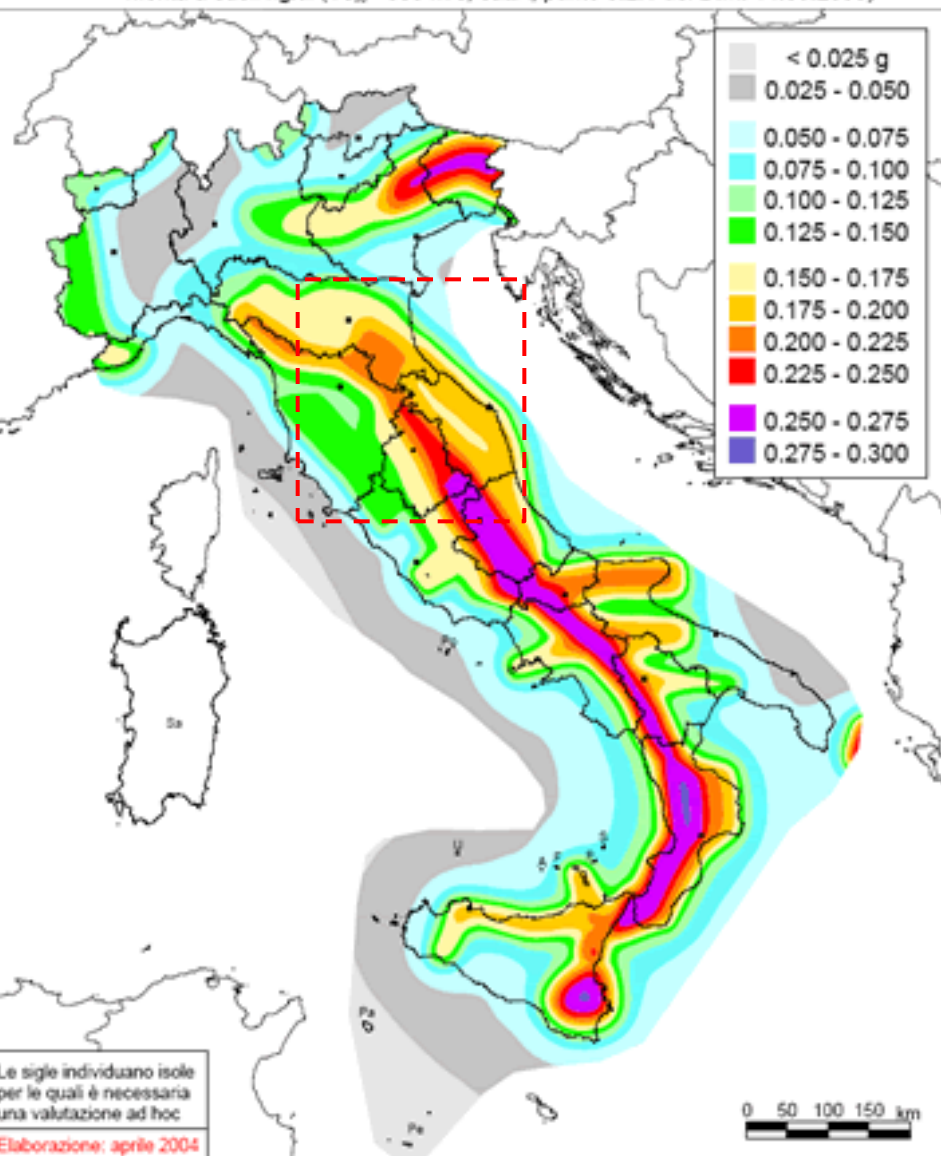 < 0.025 g
0.025 - 0.050
0.050 - 0.075
0.075 - 0.100
0.100 - 0.125
0.125 - 0.150
0.150 - 0.175
0.175 - 0.200
0.200 - 0.225
0.225 - 0.250
0.250 - 0.275
0.275 - 0.300
Sa
U
A
F
S
Pa
Pe
Le sigle individuano isole
per le quali è necessaria
una valutazione ad hoc
Elaborazione: aprile 2004
0 50 100 150 km